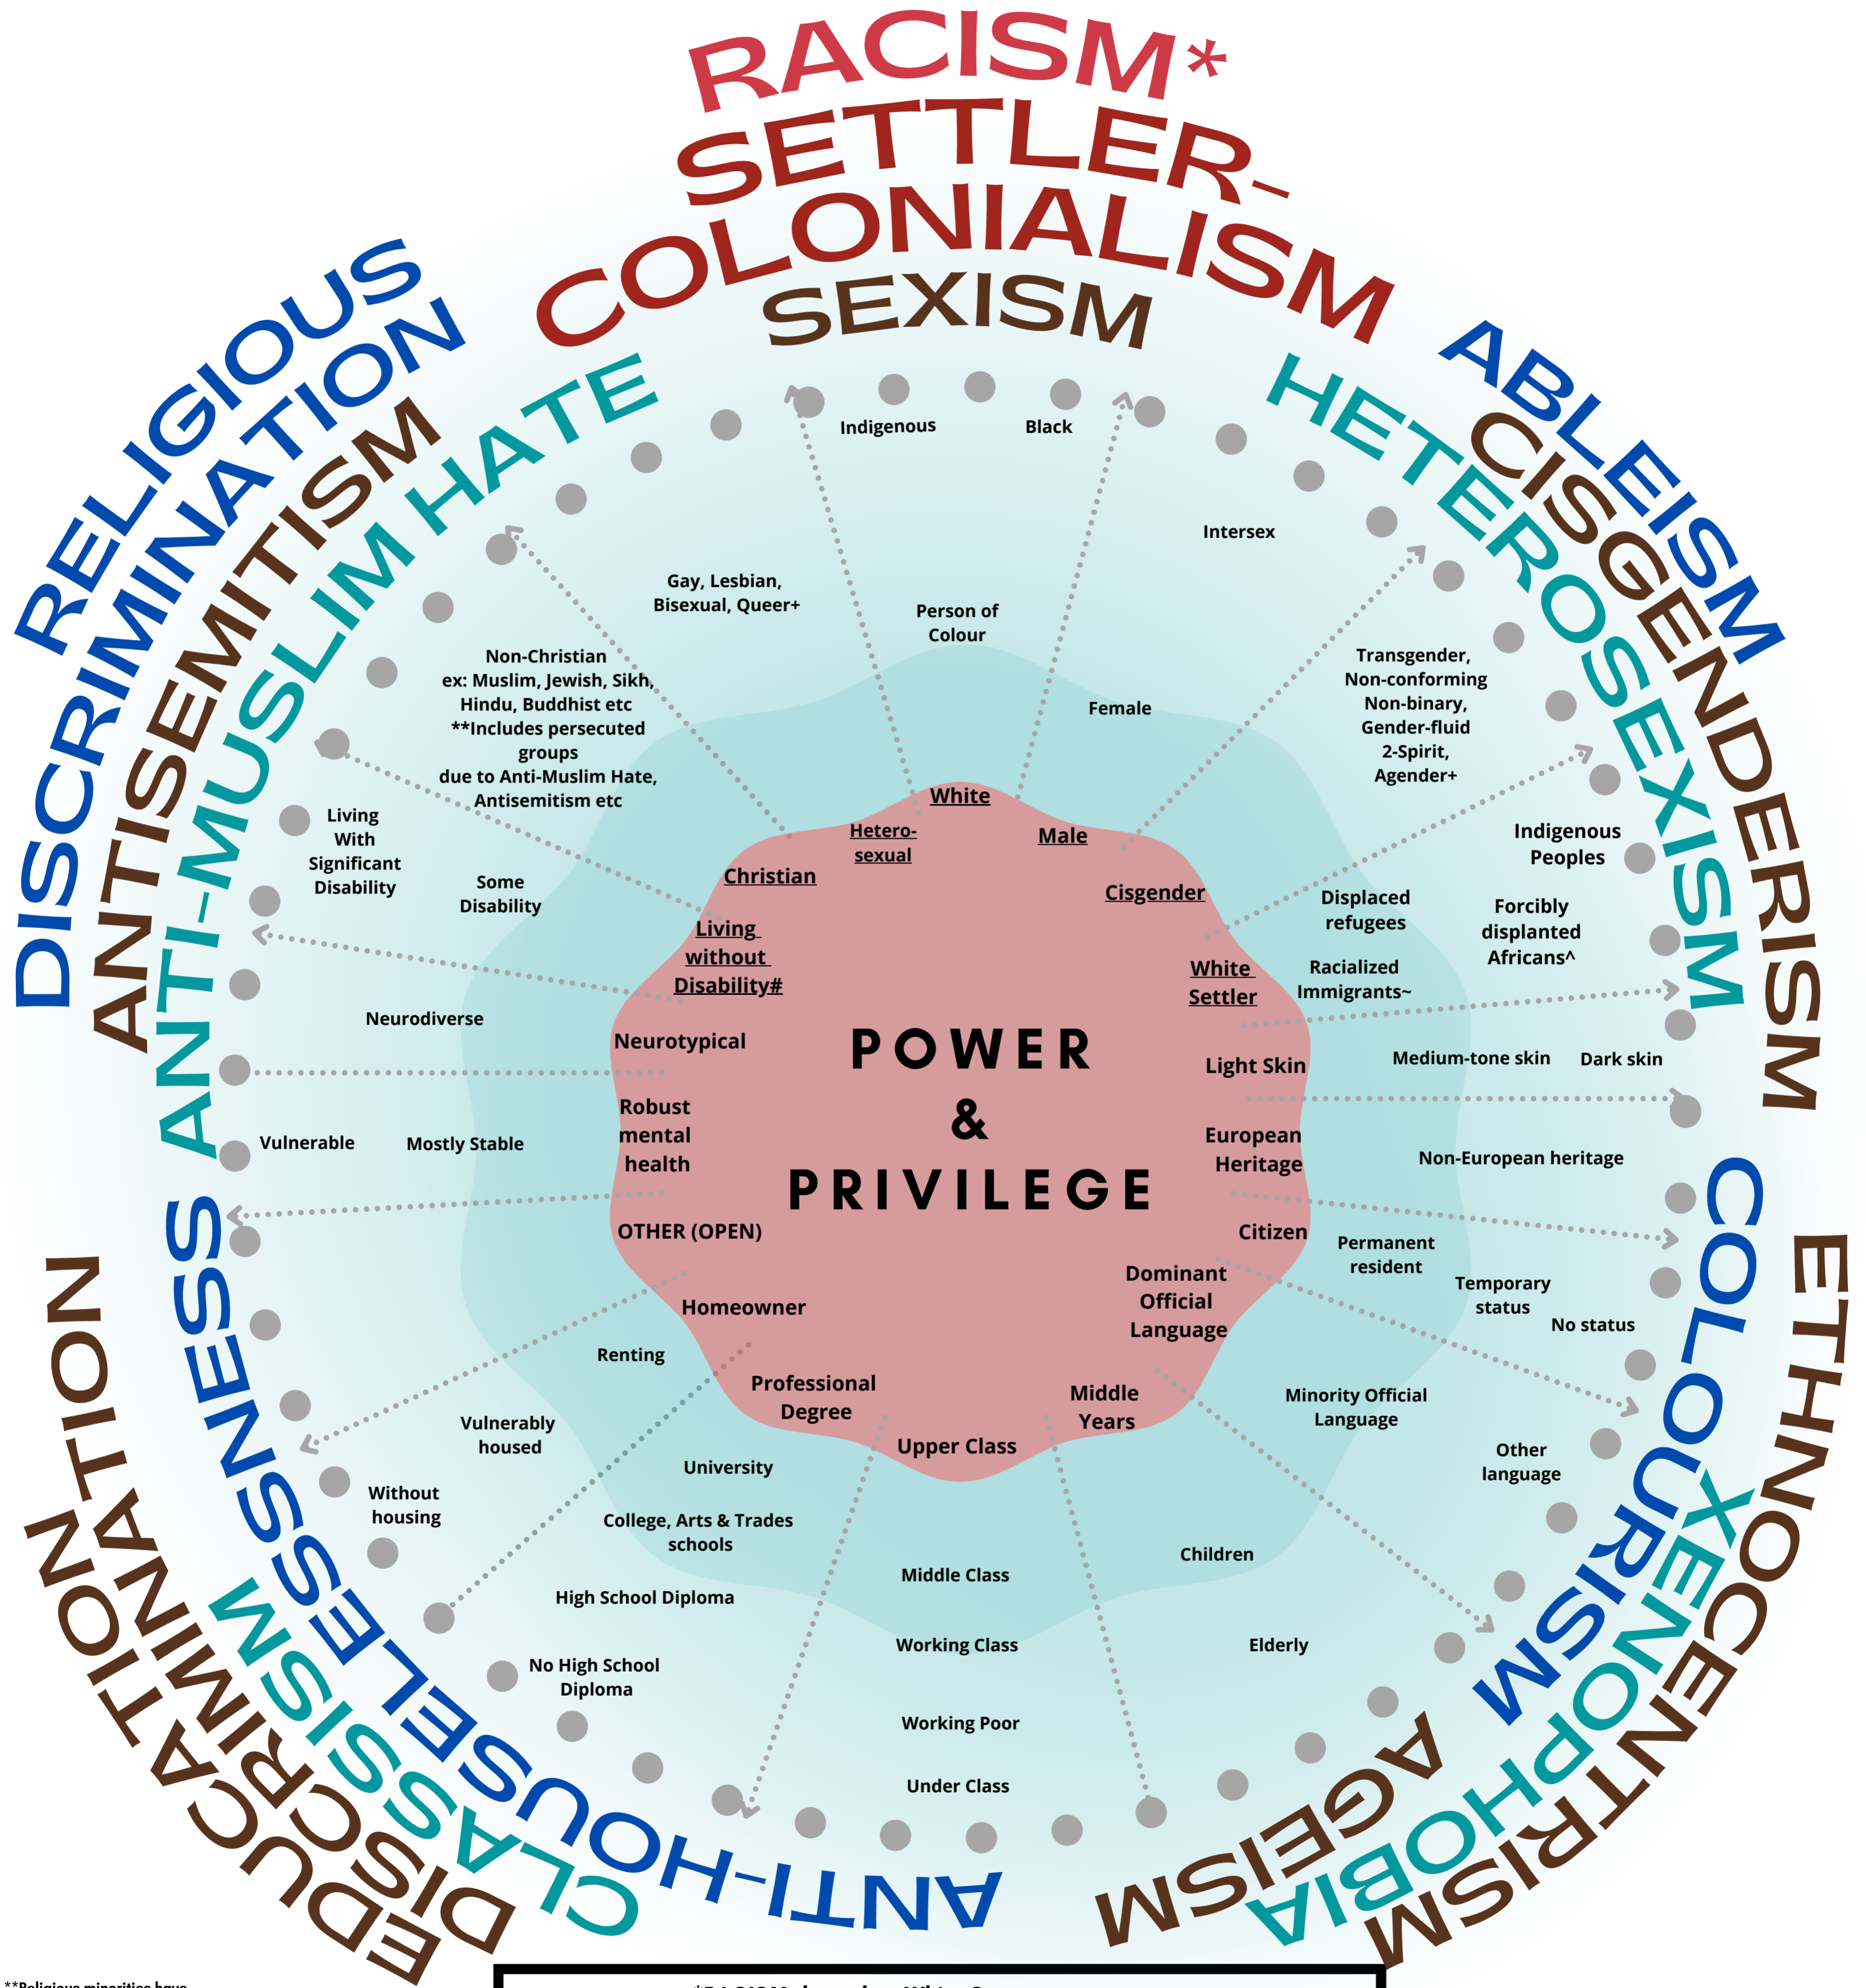 RACISM*
SETTLER-
COLONIALISM
SEXISM
RELIGIOUS
DISCRIMINATION
ANTISEMITISM
ANTI-MUSLIM HATE
ABLEISM
CISGENDERISM
HETEROSEXISM
Indigenous
Black
Intersex
Gay, Lesbian,
Bisexual, Queer+
Person of
Colour
Female
Non-Christian
ex: Muslim, Jewish, Sikh,
Hindu, Buddhist etc
**Includes persecuted
groups
due to Anti-Muslim Hate,
Antisemitism etc
Transgender,
Non-conforming
Non-binary,
Gender-fluid
2-Spirit,
Agender+
Living
With
Significant
Disability
Some
Disability
White
Hetero-
sexual
Male
Christian
Cisgender
Living
without
Disability#
White
Settler
Indigenous
Peoples
Displaced
refugees
Forcibly
displanted
Africans^
Racialized
Immigrants~
Neurodiverse
Neurotypical
POWER
&
PRIVILEGE
Light Skin
Medium-tone skin
Dark skin
Vulnerable
Mostly Stable
Robust
mental
health
European
Heritage
Non-European heritage
OTHER (OPEN)
Citizen
Permanent
resident
Temporary
status
No status
Homeowner
Renting
Vulnerably
housed
Without
housing
Dominant
Official
Language
Minority Official
Language
Other
language
Professional
Degree
University
College, Arts & Trades
schools
High School Diploma
No High School
Diploma
Upper Class
Middle Class
Working Class
Working Poor
Under Class
Middle
Years
Children
Elderly
COLOURISM
XENOPHOBIA
ETHNOCENTRISM
AGEISM
ANTI-HOUSELESSNESS
CLASSISM
EDUCATION
DISCRIMINATION
**Religious minorities have